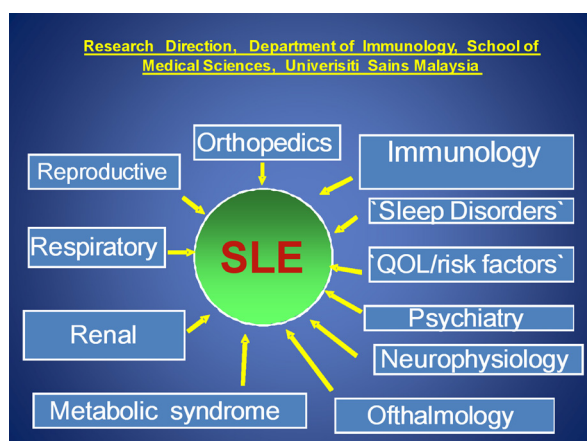 Research Direction, Department of Immunology, School of
Medical Sciences, Univerisiti Sains Malaysia
Orthopedics
Immunology
Reproductive
`Sleep Disorders`
Respiratory
SLE
`QOL/risk factors`
Psychiatry
Renal
Neurophysiology
Metabolic syndrome
Ofthalmology